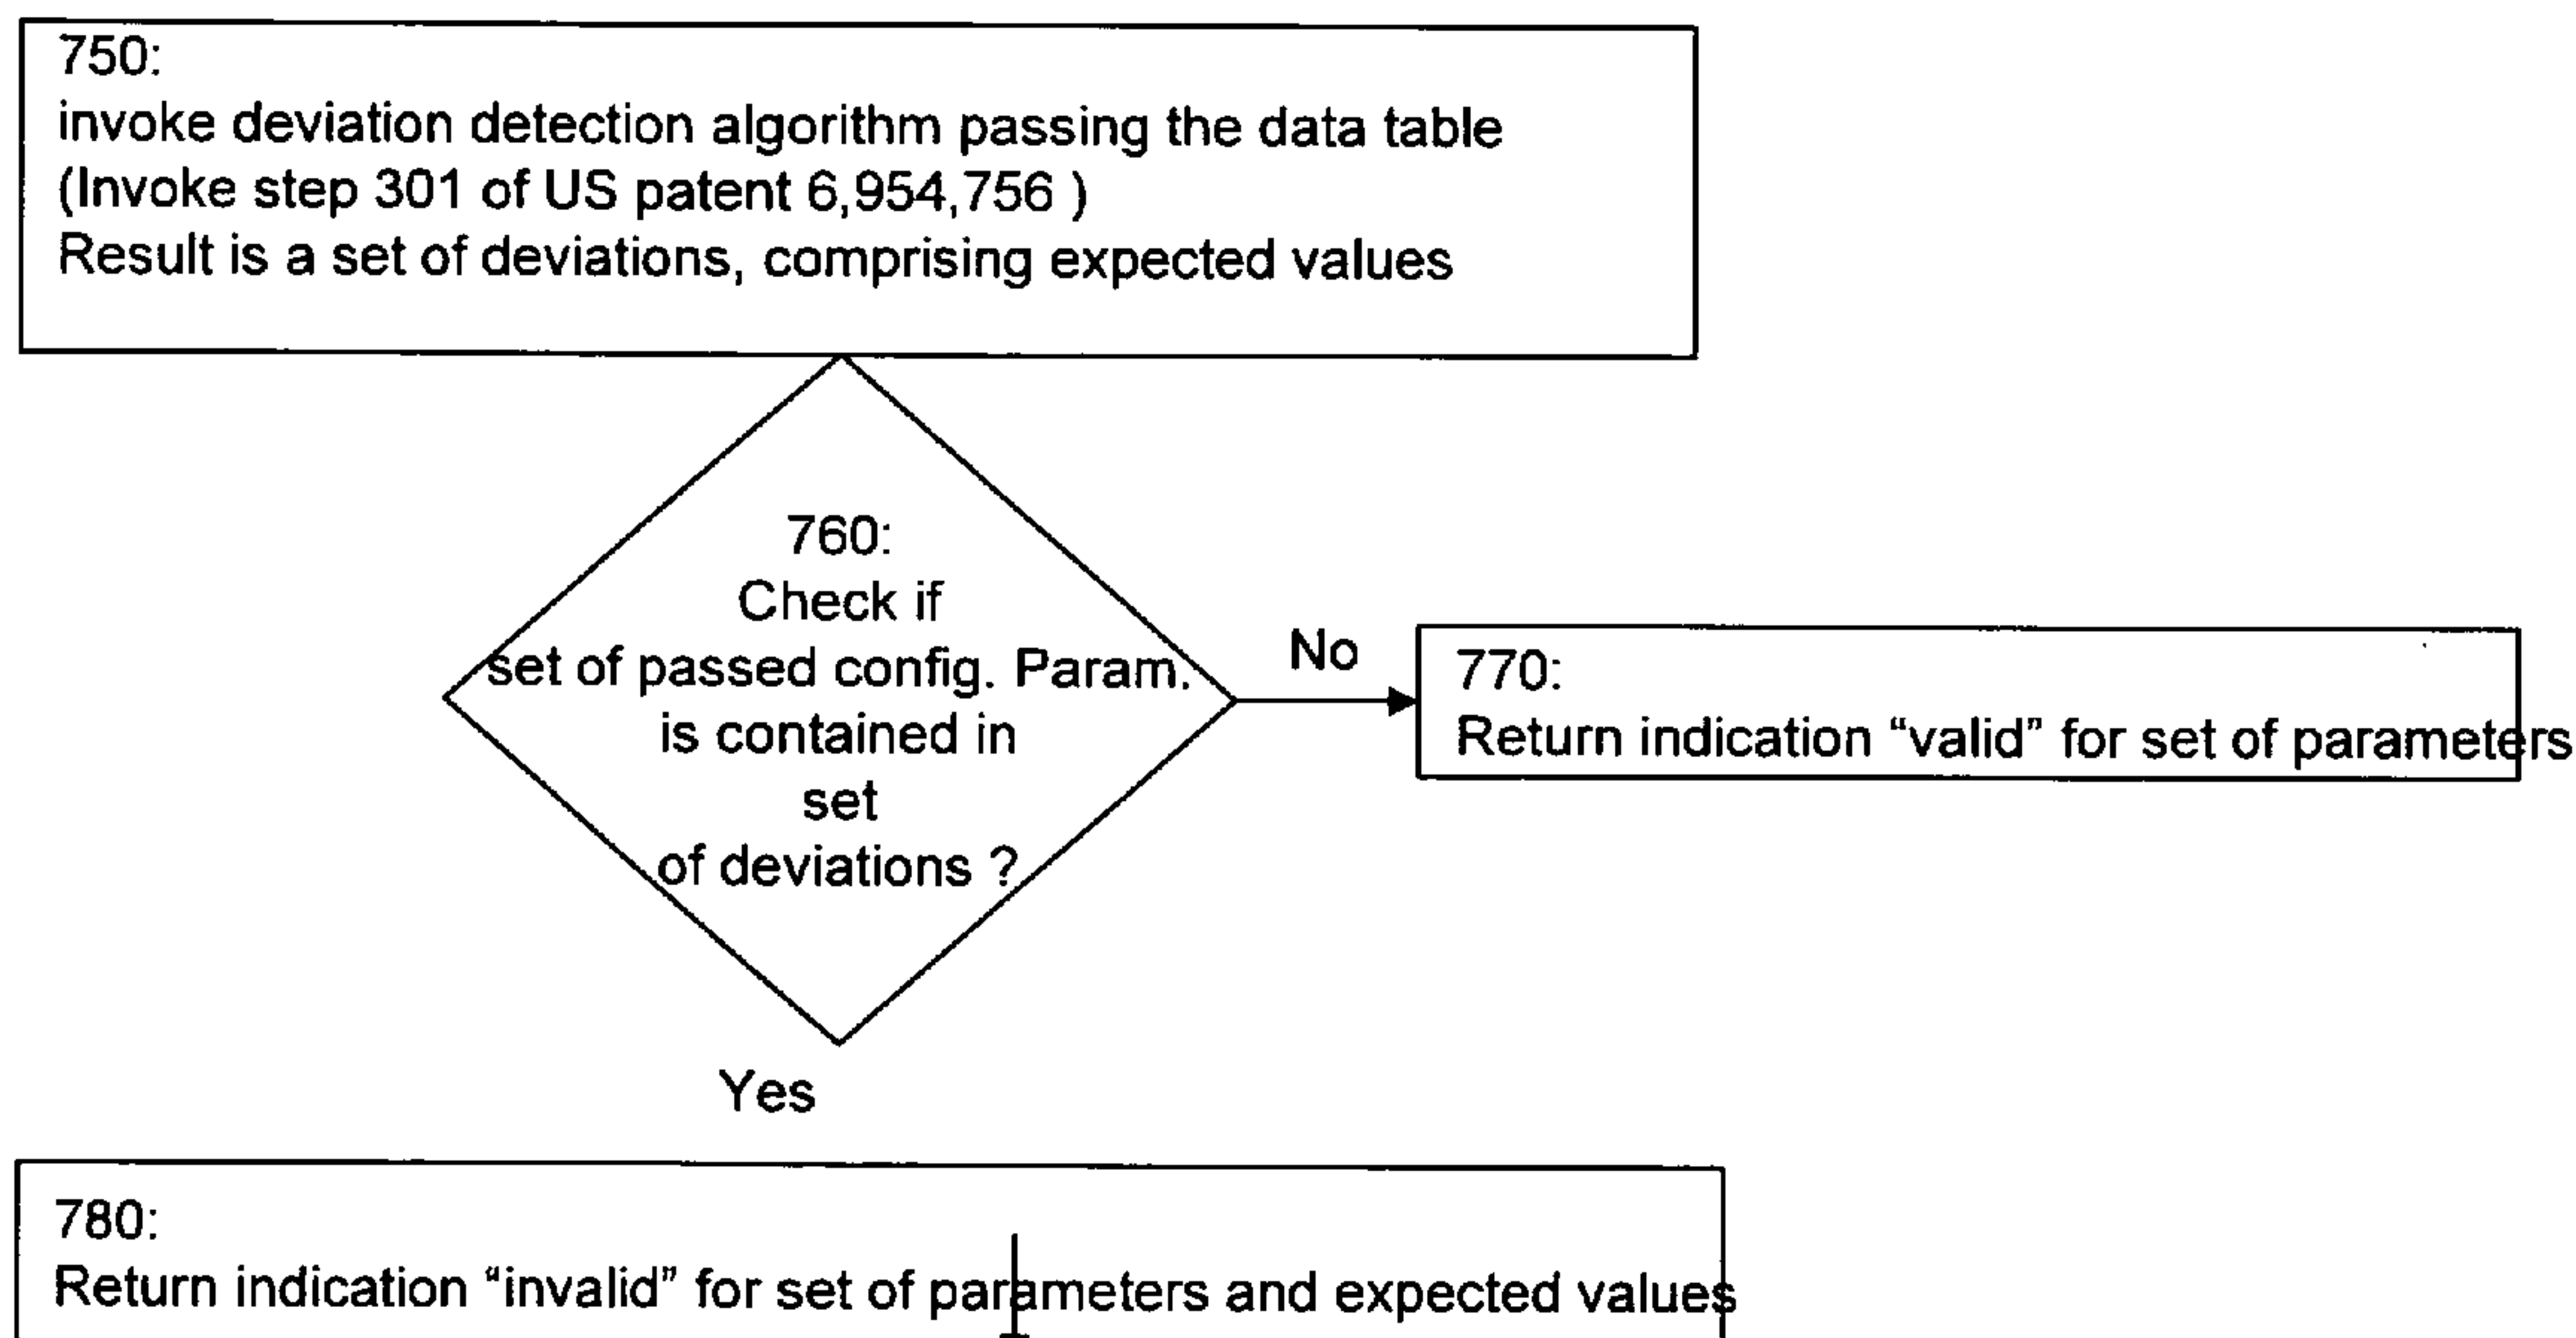 750:
invoke deviation detection algorithm passing the data table
(Invoke step 301 of US patent 6,954,756 )
Result is a set of deviations, comprising expected values
760:
Check if
set of passed config. Param.
is contained in
set
of deviations ?
No
770:
Return indication “valid” for set of parameters
Yes
780:
Return indication “invalid” for set of parameters and expected values